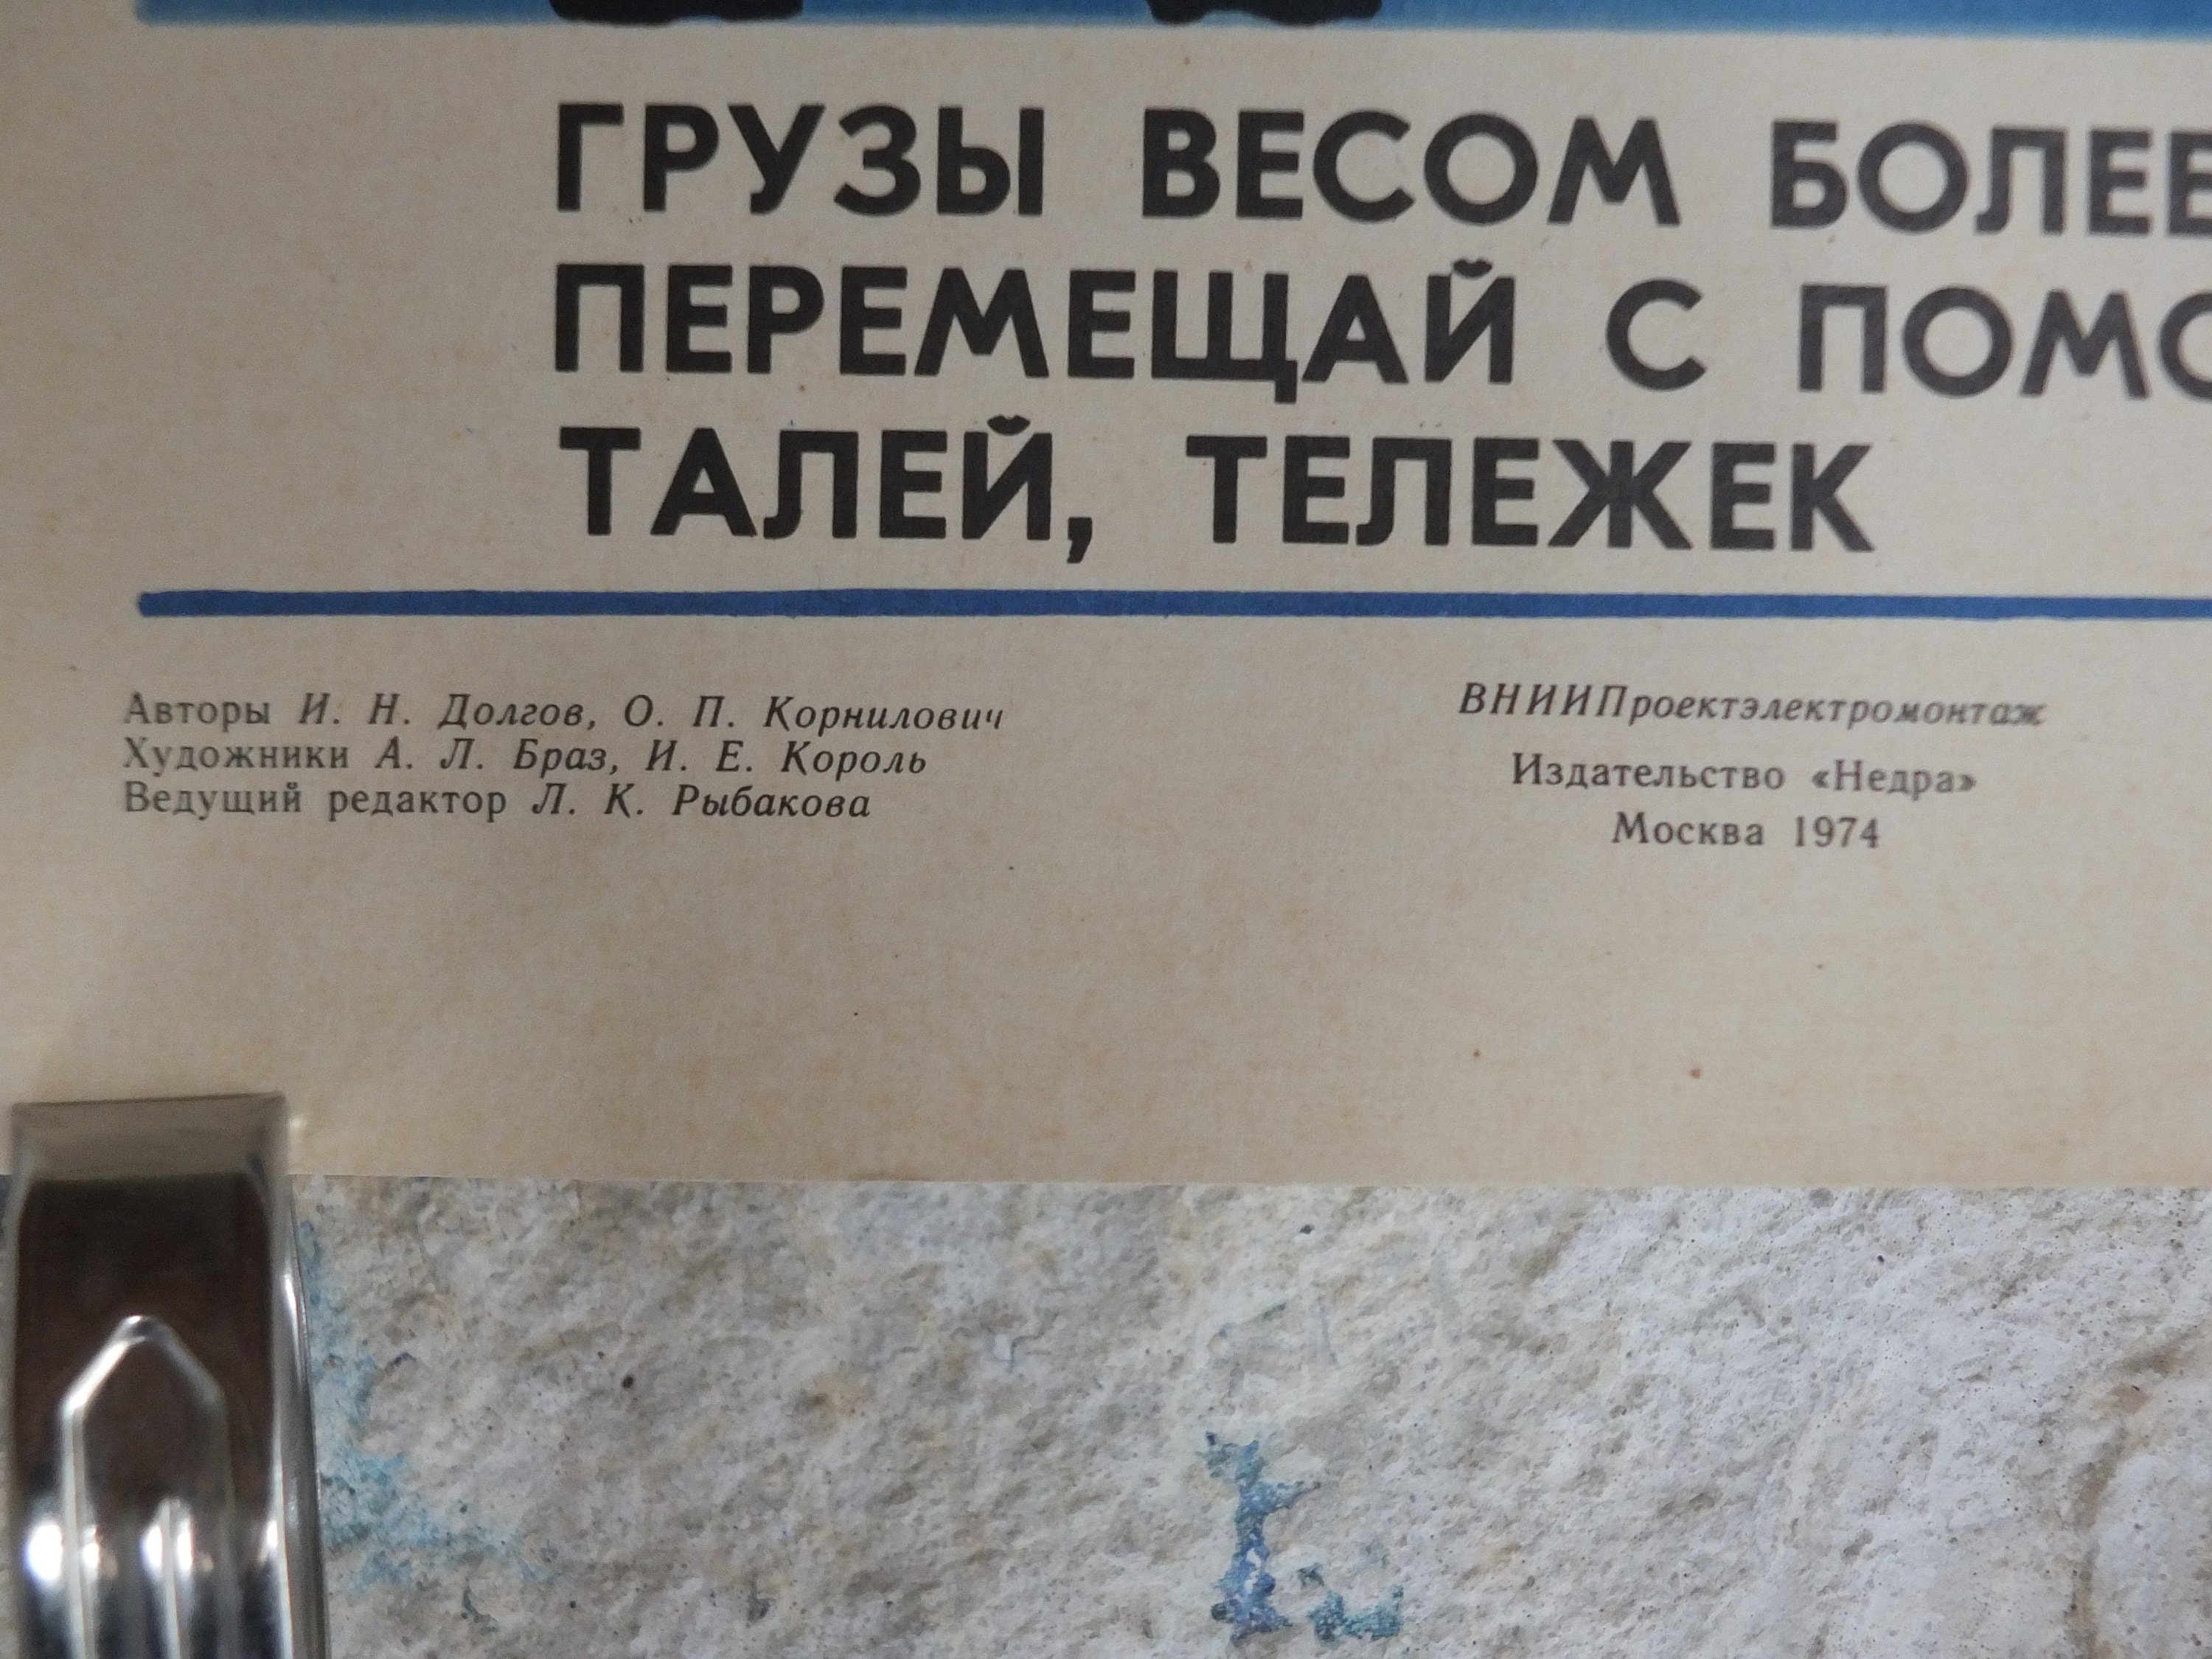 ГРУЗЫ ВЕСОМ БОЛЕЕ
ПЕРЕМЕЩАЙ С ПОМО
ТАЛЕЙ, ТЕЛЕЖЕК
Авторы И. Н. Долгов, О. П. Корнилович
Художники А. Л. Браз, И. Е. Король
Ведущий редактор Л. К. Рыбакова
ВНИИПроектэлектромонтаж
Издательство «Недра»
Москва 1974